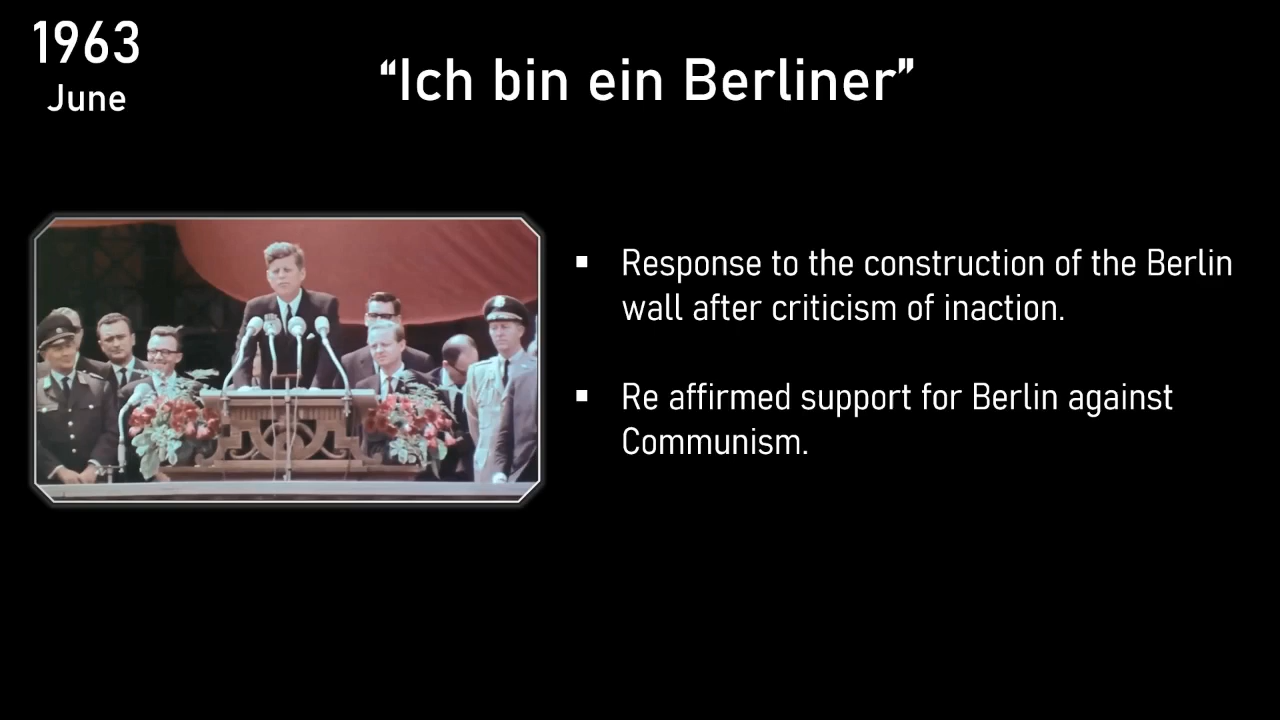 1963
June
“Ich bin ein Berliner”
▪ Response to the construction of the Berlin
wall after criticism of inaction.
▪ Re affirmed support for Berlin against
Communism.